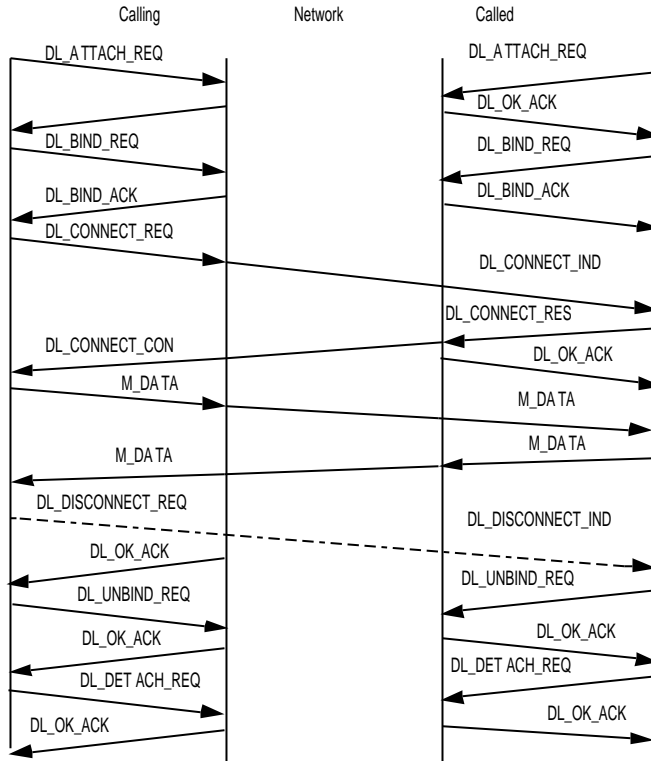 Calling Network Called
DL_ATTACH_REQ DL_ATTACH_REQ
DL_OK_ACK
DL_BIND_REQ DL_BIND_REQ
DL_BIND_ACK DL_BIND_ACK
DL_CONNECT_REQ
DL_CONNECT_IND
DL_CONNECT_RES
DL_CONNECT_CON DL_OK_ACK
M_DATA M_DATA
M_DATA M_DATA
DL_DISCONNECT_REQ DL_DISCONNECT_IND
DL_OK_ACK DL_UNBIND_REQ
DL_UNBIND_REQ DL_OK_ACK
DL_OK_ACK DL_DETACH_REQ
DL_DETACH_REQ DL_OK_ACK
DL_OK_ACK